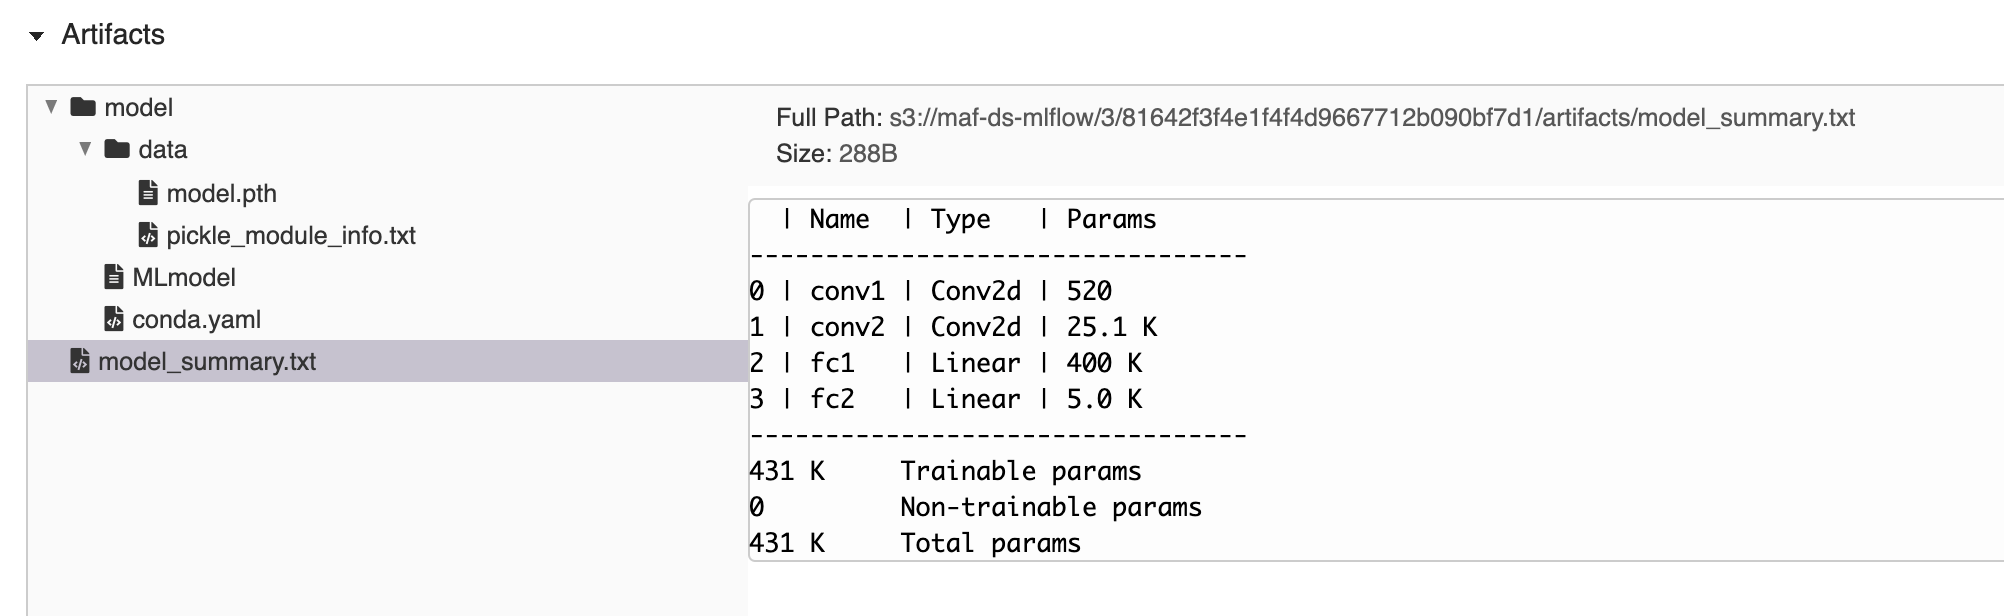 Artifacts
model
data
model.pth
pickle_module_info.txt
MLmodel
conda.yaml
model_summary.txt
Full Path: s3://maf-ds-mlflow/3/81642f3f4e1f4f4d9667712b090bf7d1/artifacts/model_summary.txt
Size: 288B
  | Name  | Type   | Params
---------------------------------
0 | conv1 | Conv2d | 520
1 | conv2 | Conv2d | 25.1 K
2 | fc1   | Linear | 400 K
3 | fc2   | Linear | 5.0 K
---------------------------------
431 K     Trainable params
0         Non-trainable params
431 K     Total params